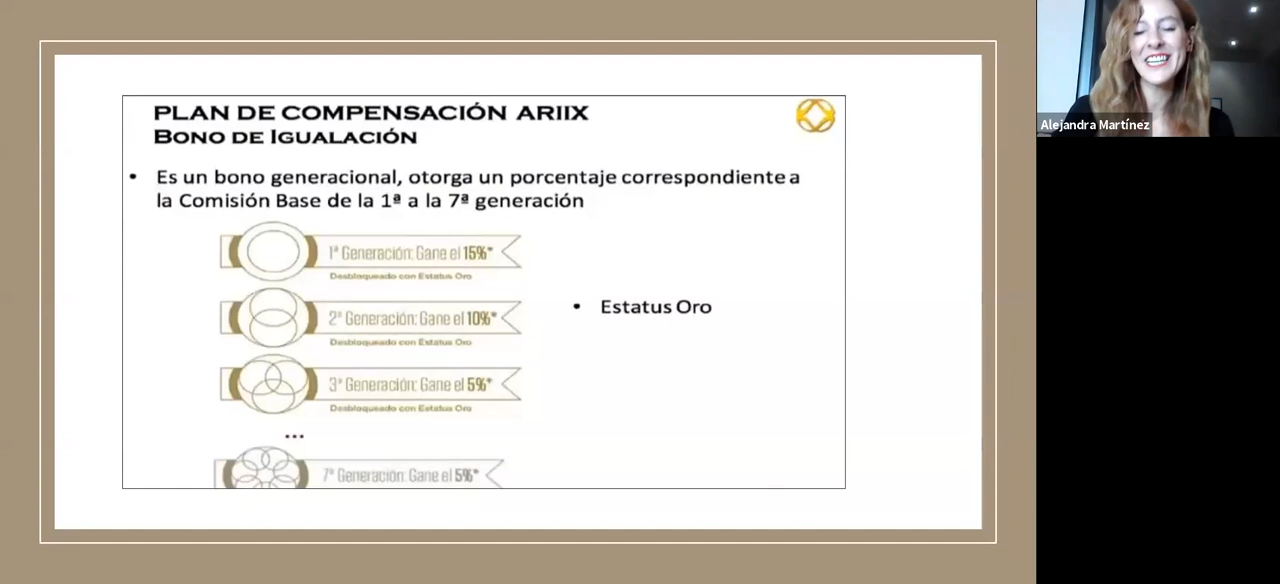 PLAN DE COMPENSACIÓN ARIIX
BONO DE IGUALACIÓN
• Es un bono generacional, otorga un porcentaje correspondiente a
la Comisión Base de la 1ª a la 7ª generación
1ª Generación: Gane el 15%*
Desbloqueado con Estatus Oro
2ª Generación: Gane el 10%*
Desbloqueado con Estatus Oro
3ª Generación: Gane el 5%*
Desbloqueado con Estatus Oro
...
7ª Generación: Gane el 5%*
• Estatus Oro
Alejandra Martínez